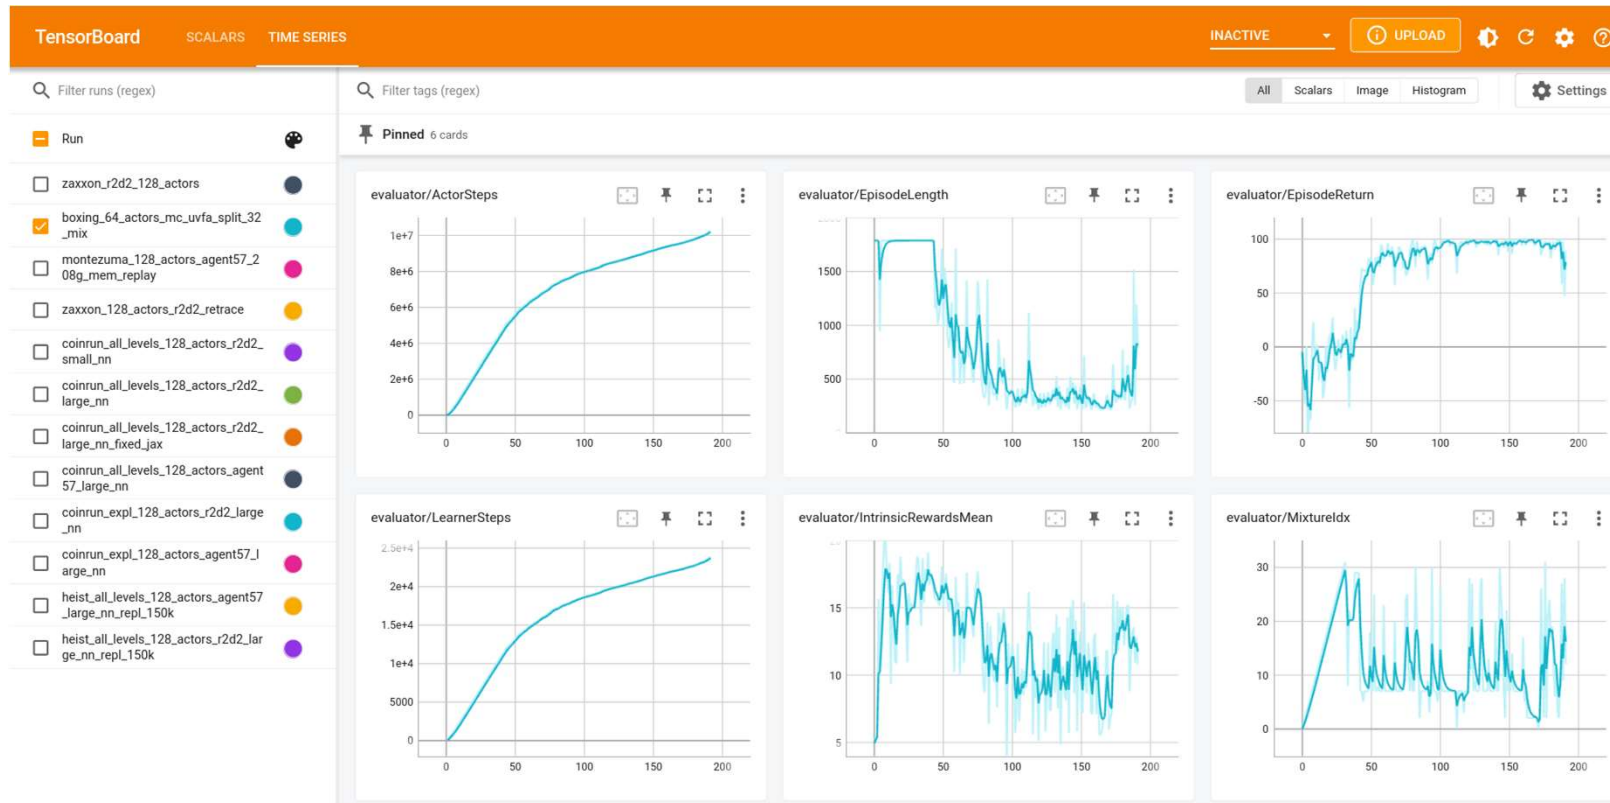 TensorBoard SCALARS TIME SERIES INACTIVE UPLOAD
Filter runs (regex)
Run
zaxxon_r2d2_128_actors
boxing_64_actors_mc_uvfa_split_32
_mix
montezuma_128_actors_agent57_2
08g_mem_replay
zaxxon_128_actors_r2d2_retrace
coinrun_all_levels_128_actors_r2d2_
small_nn
coinrun_all_levels_128_actors_r2d2_
large_nn
coinrun_all_levels_128_actors_r2d2_
large_nn_fixed_jax
coinrun_all_levels_128_actors_agent
57_large_nn
coinrun_expl_128_actors_r2d2_large
_nn
coinrun_expl_128_actors_agent57_l
arge_nn
heist_all_levels_128_actors_agent57
_large_nn_repl_150k
heist_all_levels_128_actors_r2d2_lar
ge_nn_repl_150k
Filter tags (regex) All Scalars Image Histogram Settings
Pinned 6 cards
evaluator/ActorSteps
1e+7
8e+6
6e+6
4e+6
2e+6
0
0 50 100 150 200
evaluator/EpisodeLength
1500
1000
500
0 50 100 150 200
evaluator/EpisodeReturn
100
50
0
-50
0 50 100 150 200
evaluator/LearnerSteps
2.5e+4
2e+4
1.5e+4
1e+4
5000
0
0 50 100 150 200
evaluator/IntrinsicRewardsMean
15
10
5
0 50 100 150 200
evaluator/MixtureIdx
30
20
10
0
0 50 100 150 200